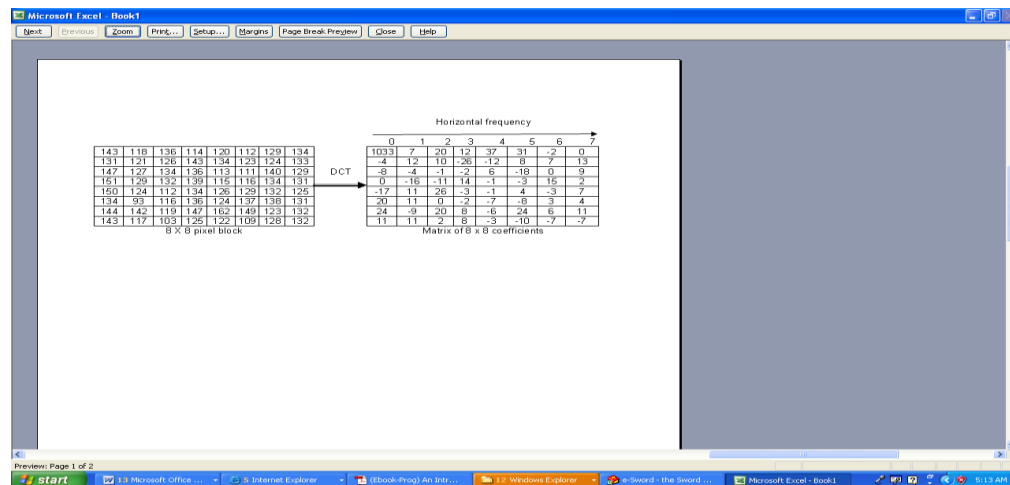 Microsoft Excel - Book1
Next Previous Zoom Print... Setup... Margins Page Break Preview Close Help
Horizontal frequency
0 1 2 3 4 5 6 7
143 118 136 114 120 112 129 134 1033 7 20 12 37 31 -2 0
131 121 126 143 134 123 124 133 -4 12 10 -26 -12 8 7 13
147 127 134 136 113 111 140 129 DCT -8 -4 -1 -2 6 -18 0 9
151 129 132 139 115 116 134 131 0 -16 -11 14 -1 -3 15 2
150 124 112 134 126 129 132 125 -17 11 26 -3 -1 4 -3 7
134 93 116 136 124 137 138 131 20 11 0 -2 -7 -8 3 4
144 142 119 147 162 149 123 132 24 -9 20 8 -6 24 6 11
143 117 103 125 122 109 128 132 11 11 2 8 -3 -10 -7 -7
8 X 8 pixel block Matrix of 8 x 8 coefficients
Preview: Page 1 of 2
start 13 Microsoft Office ... 5 Internet Explorer (Ebook-Prog) An Intr... 12 Windows Explorer e-Sword - the Sword ... Microsoft Excel - Book1 5:13 AM